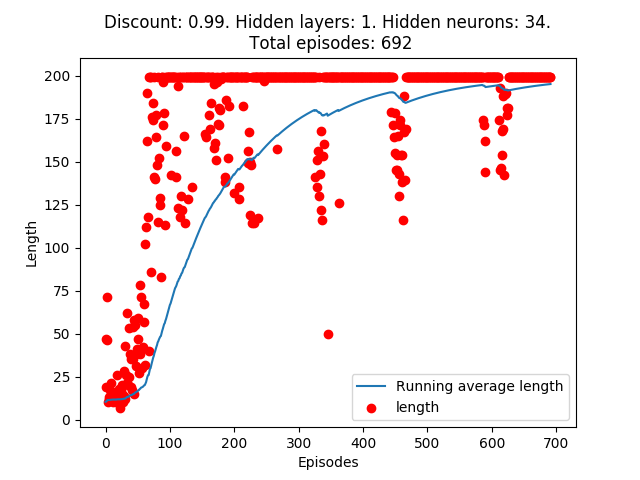 Discount: 0.99. Hidden layers: 1. Hidden neurons: 34.
Total episodes: 692
200
175
150
125
100
75
50
25
0
Length
0 100 200 300 400 500 600 700
Episodes
Running average length
length